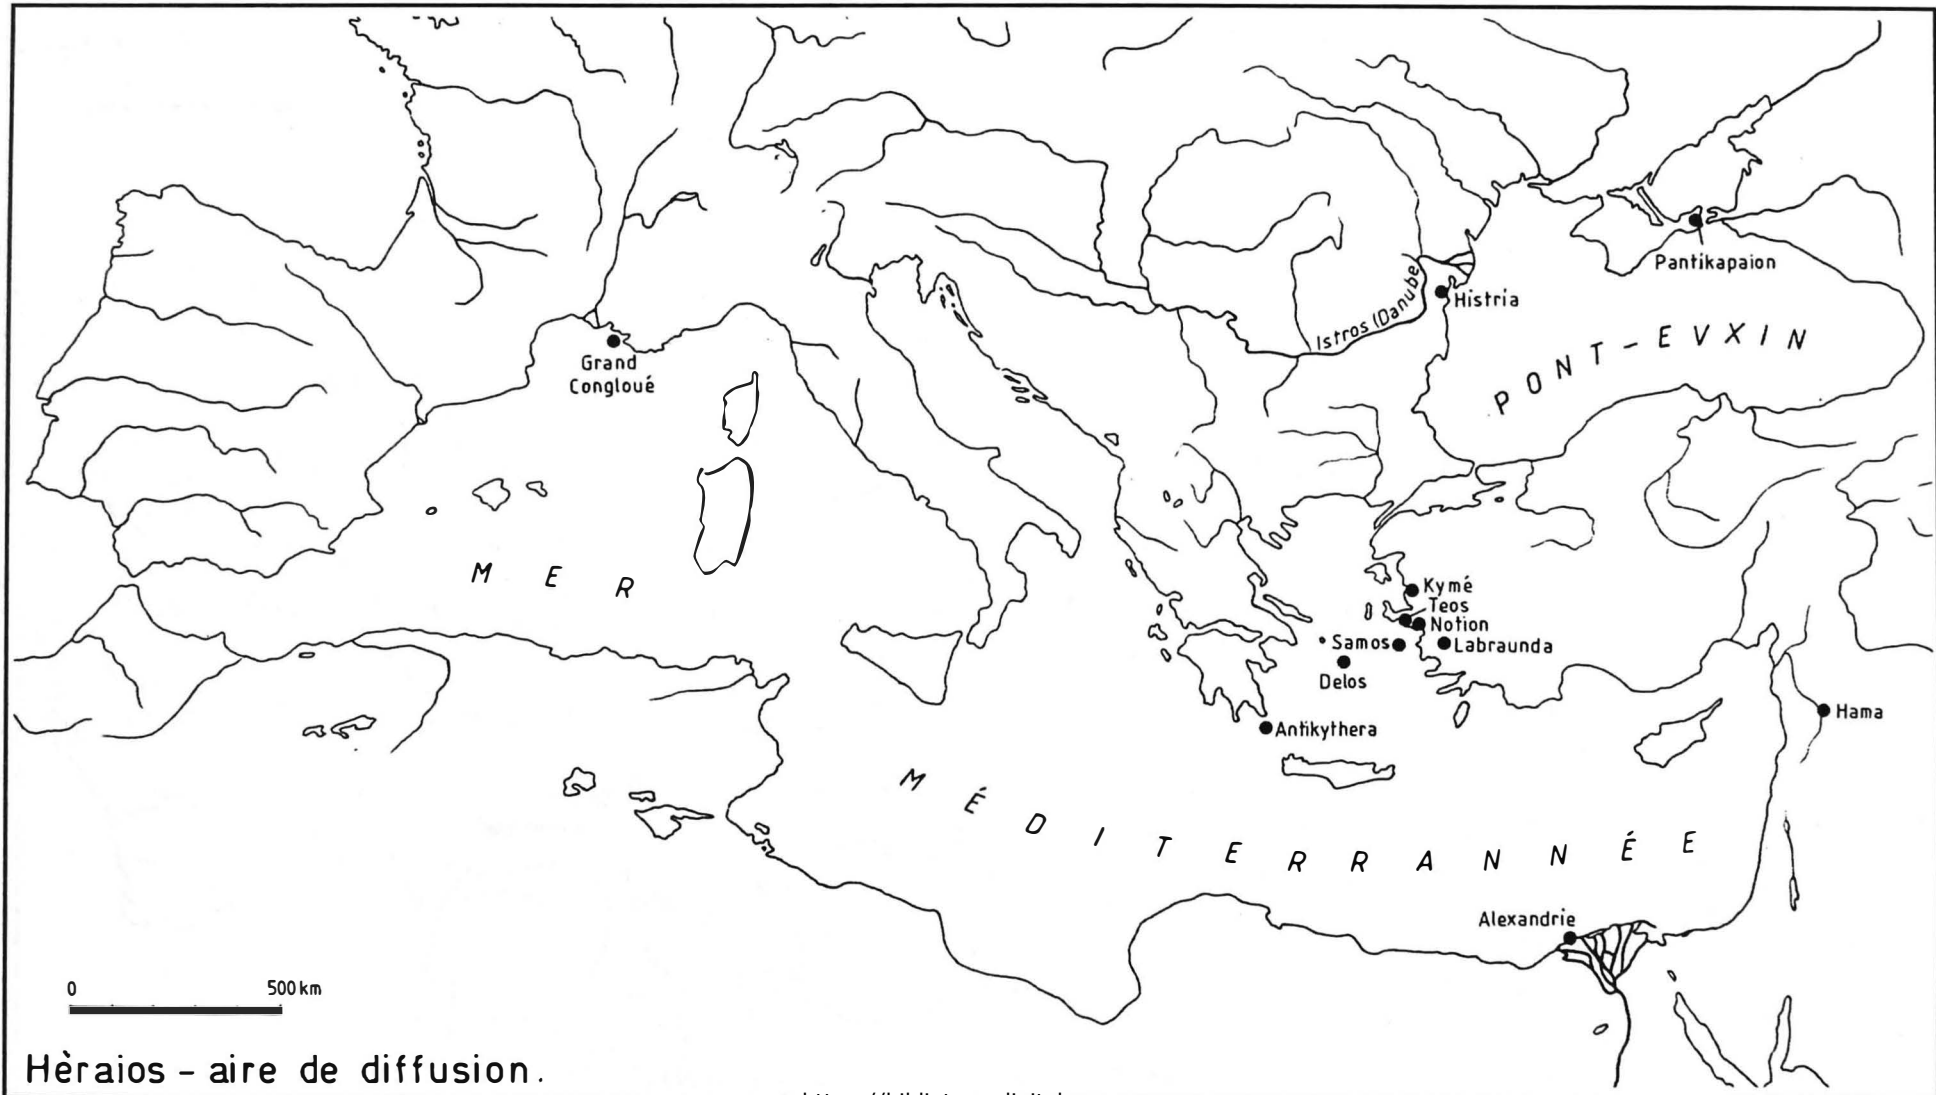 Pantikapaion
Histria
Istros (Danube
PONT-EVXIN
Grand
Congloué
MER
Kymé
Teos
Notion
Samos
Labraunda
Delos
Antikythera
Hama
MÉDITERRANNÉE
Alexandrie
0 500 km
Hèraios - aire de diffusion.